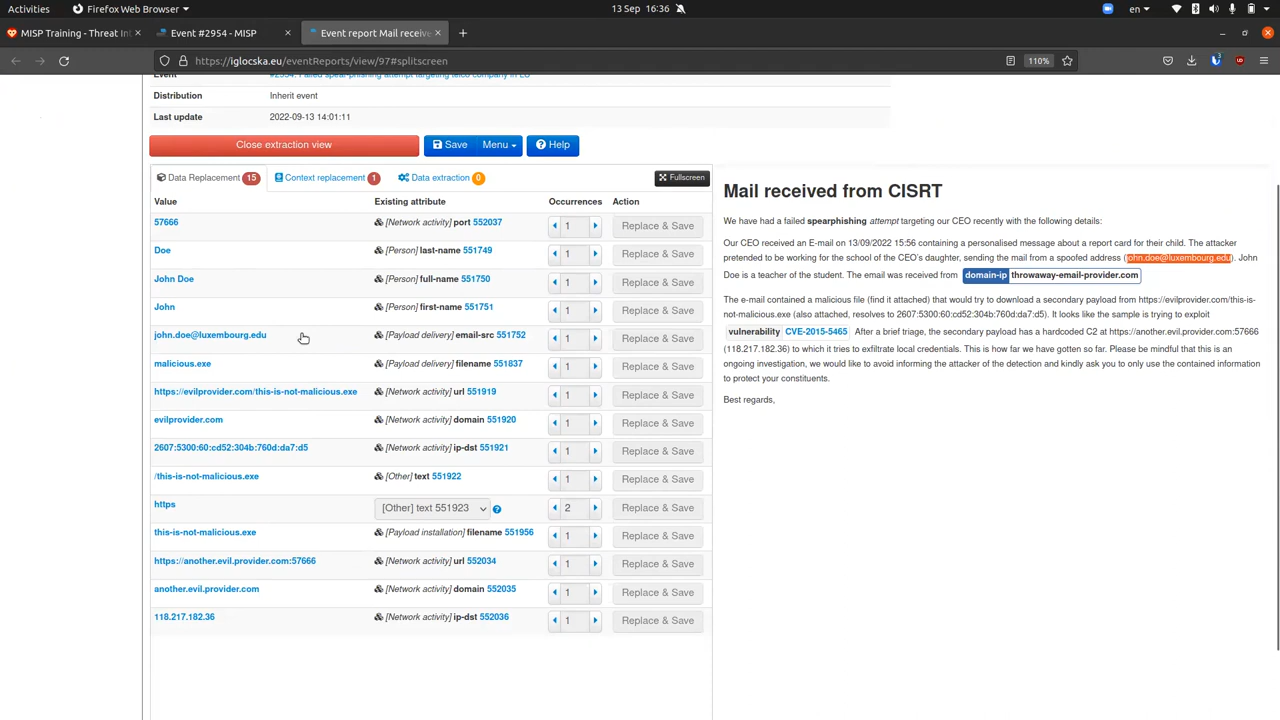 Activities
Firefox Web Browser
13 Sep 16:36
en
MISP Training - Threat Int
Event #2954 - MISP
Event report Mail receive
https://iglocska.eu/eventReports/view/97#splitscreen
110%
Event
#2954: Failed spear-phishing attempt targeting telco company in LU
Distribution
Inherit event
Last update
2022-09-13 14:01:11
Close extraction view
Save
Menu
Help
Data Replacement 15
Context replacement 1
Data extraction 0
Fullscreen
Value Existing attribute Occurrences Action
57666 [Network activity] port 552037 1 Replace & Save
Doe [Person] last-name 551749 1 Replace & Save
John Doe [Person] full-name 551750 1 Replace & Save
John [Person] first-name 551751 1 Replace & Save
john.doe@luxembourg.edu [Payload delivery] email-src 551752 1 Replace & Save
malicious.exe [Payload delivery] filename 551837 1 Replace & Save
https://evilprovider.com/this-is-not-malicious.exe [Network activity] url 551919 1 Replace & Save
evilprovider.com [Network activity] domain 551920 1 Replace & Save
2607:5300:60:cd52:304b:760d:da7:d5 [Network activity] ip-dst 551921 1 Replace & Save
/this-is-not-malicious.exe [Other] text 551922 1 Replace & Save
https [Other] text 551923 2 Replace & Save
this-is-not-malicious.exe [Payload installation] filename 551956 1 Replace & Save
https://another.evil.provider.com:57666 [Network activity] url 552034 1 Replace & Save
another.evil.provider.com [Network activity] domain 552035 1 Replace & Save
118.217.182.36 [Network activity] ip-dst 552036 1 Replace & Save
Mail received from CISRT
We have had a failed spearphishing attempt targeting our CEO recently with the following details:
Our CEO received an E-mail on 13/09/2022 15:56 containing a personalised message about a report card for their child. The attacker
pretended to be working for the school of the CEO's daughter, sending the mail from a spoofed address (john.doe@luxembourg.edu). John
Doe is a teacher of the student. The email was received from domain-ip throwaway-email-provider.com
The e-mail contained a malicious file (find it attached) that would try to download a secondary payload from https://evilprovider.com/this-is-
not-malicious.exe (also attached, resolves to 2607:5300:60:cd52:304b:760d:da7:d5). It looks like the sample is trying to exploit
vulnerability CVE-2015-5465 After a brief triage, the secondary payload has a hardcoded C2 at https://another.evil.provider.com:57666
(118.217.182.36) to which it tries to exfiltrate local credentials. This is how far we have gotten so far. Please be mindful that this is an
ongoing investigation, we would like to avoid informing the attacker of the detection and kindly ask you to only use the contained information
to protect your constituents.
Best regards,